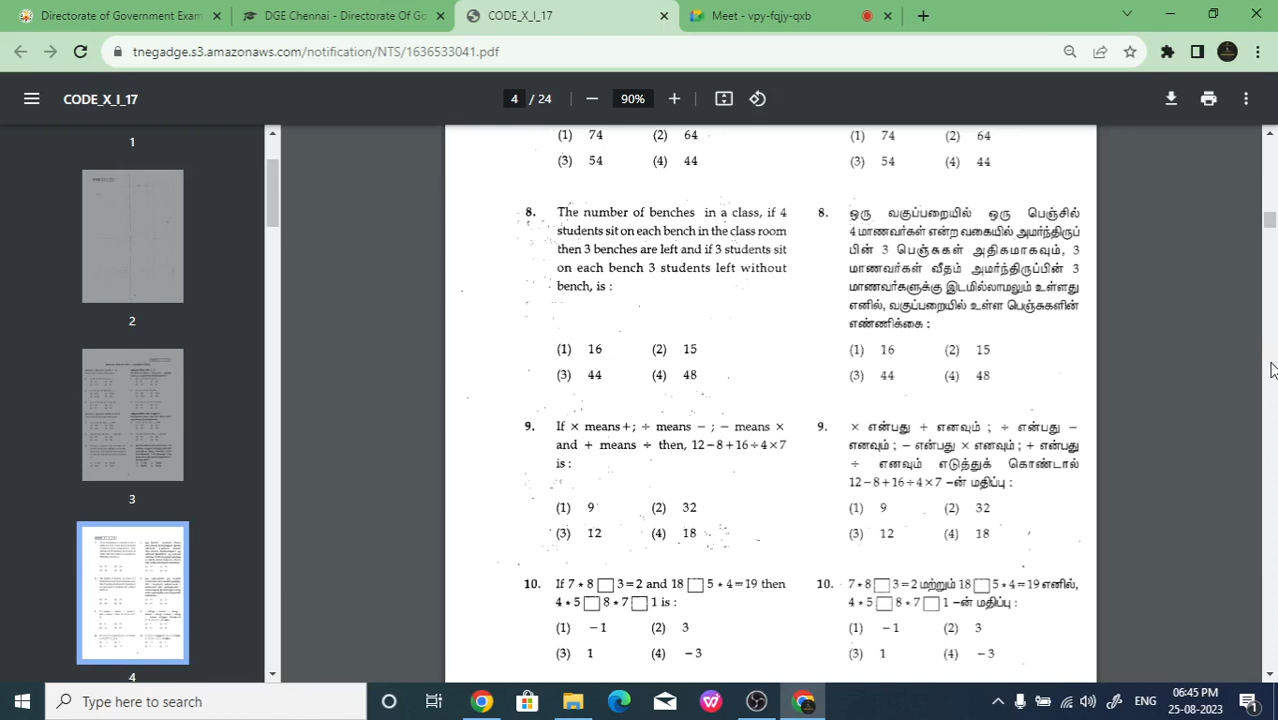 Directorate of Government Exam
DGE Chennai - Directorate Of Go
CODE_X_I_17
Meet - vpy-fqjy-qxb
tnegadge.s3.amazonaws.com/notification/NTS/1636533041.pdf
CODE_X_I_17
4 / 24
90%
1
2
3
4
(1) 74 (2) 64
(3) 54 (4) 44
8. The number of benches in a class, if 4
students sit on each bench in the class room
then 3 benches are left and if 3 students sit
on each bench 3 students left without
bench, is :
(1) 16 (2) 15
(3) 44 (4) 48
9. If × means+; ÷ means − ; − means ×
and + means ÷ then, 12−8+16÷4×7
is :
(1) 9 (2) 32
(3) 12 (4) 18
10. If 7 * 8 □ 3=2 and 18 □ 5 * 4=19 then
4 * 5 □ 8 * 7 □ 1 is :
(1) −1 (2) 3
(3) 1 (4) −3
(1) 74 (2) 64
(3) 54 (4) 44
8. ஒரு வகுப்பறையில் ஒரு பெஞ்சில்
4 மாணவர்கள் என்ற வகையில் அமர்ந்திருப்
பின் 3 பெஞ்சுகள் அதிகமாகவும், 3
மாணவர்கள் வீதம் அமர்ந்திருப்பின் 3
மாணவர்களுக்கு இடமில்லாமலும் உள்ளது
எனில், வகுப்பறையில் உள்ள பெஞ்சுகளின்
எண்ணிக்கை :
(1) 16 (2) 15
(3) 44 (4) 48
9. × என்பது + எனவும் ; ÷ என்பது −
எனவும் ; − என்பது × எனவும் ; + என்பது
÷ எனவும் எடுத்துக் கொண்டால்
12−8+16÷4×7 −ன் மதிப்பு :
(1) 9 (2) 32
(3) 12 (4) 18
10. 7 * 8 □ 3=2 மற்றும் 18 □ 5 * 4=19 எனில்,
4 * 5 □ 8 * 7 □ 1 −ன் மதிப்பு :
(1) −1 (2) 3
(3) 1 (4) −3
Type here to search
ENG
06:45 PM
25-08-2023
1